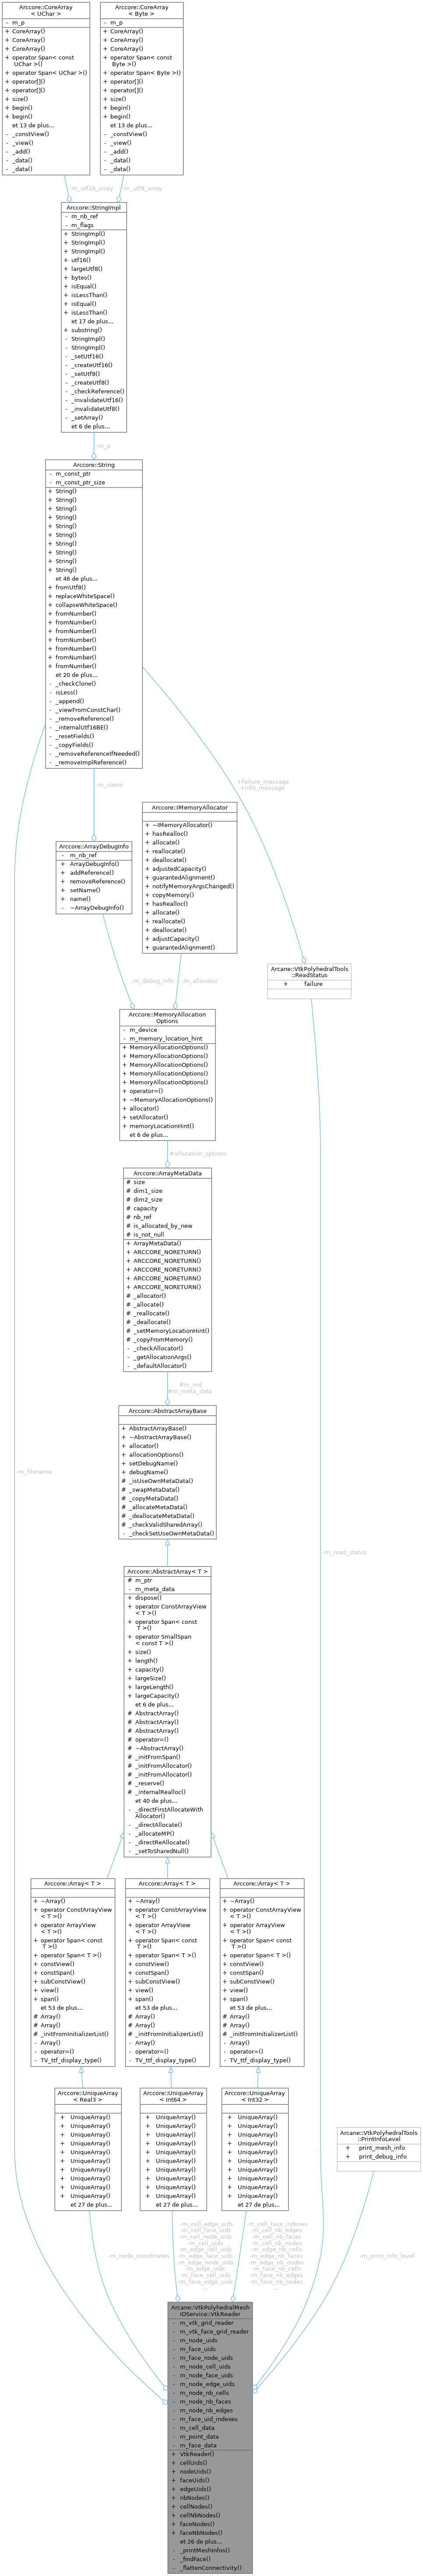 Arccore::CoreArray
< UChar >
- m_p
+ CoreArray()
+ CoreArray()
+ CoreArray()
+ operator Span< const
UChar >()
+ operator Span< UChar >()
+ operator[]()
+ operator[]()
+ size()
+ begin()
+ begin()
et 13 de plus...
- _constView()
- _view()
- _add()
- _data()
- _data()
Arccore::CoreArray
< Byte >
- m_p
+ CoreArray()
+ CoreArray()
+ CoreArray()
+ operator Span< const
Byte >()
+ operator Span< Byte >()
+ operator[]()
+ operator[]()
+ size()
+ begin()
+ begin()
et 13 de plus...
- _constView()
- _view()
- _add()
- _data()
- _data()
-m_utf16_array
-m_utf8_array
Arccore::StringImpl
- m_nb_ref
- m_flags
+ StringImpl()
+ StringImpl()
+ StringImpl()
+ utf16()
+ largeUtf8()
+ bytes()
+ isEqual()
+ isLessThan()
+ isEqual()
+ isLessThan()
et 17 de plus...
+ substring()
- StringImpl()
- StringImpl()
- _setUtf16()
- _createUtf16()
- _setUtf8()
- _createUtf8()
- _checkReference()
- _invalidateUtf16()
- _invalidateUtf8()
- _setArray()
et 6 de plus...
-m_p
Arccore::String
- m_const_ptr
- m_const_ptr_size
+ String()
+ String()
+ String()
+ String()
+ String()
+ String()
+ String()
+ String()
+ String()
+ String()
et 46 de plus...
+ fromUtf8()
+ replaceWhiteSpace()
+ collapseWhiteSpace()
+ fromNumber()
+ fromNumber()
+ fromNumber()
+ fromNumber()
+ fromNumber()
+ fromNumber()
+ fromNumber()
et 20 de plus...
- _checkClone()
- isLess()
- _append()
- _viewFromConstChar()
- _removeReference()
- _internalUtf16BE()
- _resetFields()
- _copyFields()
- _removeReferenceIfNeeded()
- _removeImplReference()
-m_name
+failure_message
+info_message
Arccore::ArrayDebugInfo
- m_nb_ref
+ ArrayDebugInfo()
+ addReference()
+ removeReference()
+ setName()
+ name()
- ~ArrayDebugInfo()
Arccore::IMemoryAllocator
+ ~IMemoryAllocator()
+ hasRealloc()
+ allocate()
+ reallocate()
+ deallocate()
+ adjustedCapacity()
+ guarantedAlignment()
+ notifyMemoryArgsChanged()
+ copyMemory()
+ hasRealloc()
+ allocate()
+ reallocate()
+ deallocate()
+ adjustCapacity()
+ guarantedAlignment()
Arcane::VtkPolyhedralTools
::ReadStatus
+ failure
-m_debug_info
-m_allocator
Arccore::MemoryAllocation
Options
- m_device
- m_memory_location_hint
+ MemoryAllocationOptions()
+ MemoryAllocationOptions()
+ MemoryAllocationOptions()
+ MemoryAllocationOptions()
+ MemoryAllocationOptions()
+ operator=()
+ ~MemoryAllocationOptions()
+ allocator()
+ setAllocator()
+ memoryLocationHint()
et 6 de plus...
#allocation_options
Arccore::ArrayMetaData
# size
# dim1_size
# dim2_size
# capacity
# nb_ref
# is_allocated_by_new
# is_not_null
+ ArrayMetaData()
+ ARCCORE_NORETURN()
+ ARCCORE_NORETURN()
+ ARCCORE_NORETURN()
+ ARCCORE_NORETURN()
+ ARCCORE_NORETURN()
# _allocator()
# _allocate()
# _reallocate()
# _deallocate()
# _setMemoryLocationHint()
# _copyFromMemory()
- _checkAllocator()
- _getAllocationArgs()
- _defaultAllocator()
#m_md
#m_meta_data
Arccore::AbstractArrayBase
+ AbstractArrayBase()
+ ~AbstractArrayBase()
+ allocator()
+ allocationOptions()
+ setDebugName()
+ debugName()
# _isUseOwnMetaData()
# _swapMetaData()
# _copyMetaData()
# _allocateMetaData()
# _deallocateMetaData()
# _checkValidSharedArray()
- _checkSetUseOwnMetaData()
-m_filename
-m_read_status
Arccore::AbstractArray< T >
# m_ptr
- m_meta_data
+ dispose()
+ operator ConstArrayView
< T >()
+ operator Span< const
T >()
+ operator SmallSpan
< const T >()
+ size()
+ length()
+ capacity()
+ largeSize()
+ largeLength()
+ largeCapacity()
et 6 de plus...
# AbstractArray()
# AbstractArray()
# AbstractArray()
# operator=()
# ~AbstractArray()
# _initFromSpan()
# _initFromAllocator()
# _initFromAllocator()
# _reserve()
# _internalRealloc()
et 40 de plus...
- _directFirstAllocateWith
Allocator()
- _directAllocate()
- _allocateMP()
- _directReAllocate()
- _setToSharedNull()
Arccore::Array< T >
+ ~Array()
+ operator ConstArrayView
< T >()
+ operator ArrayView
< T >()
+ operator Span< const
T >()
+ operator Span< T >()
+ constView()
+ constSpan()
+ subConstView()
+ view()
+ span()
et 53 de plus...
# Array()
# Array()
# _initFromInitializerList()
- Array()
- operator=()
- TV_ttf_display_type()
Arccore::Array< T >
+ ~Array()
+ operator ConstArrayView
< T >()
+ operator ArrayView
< T >()
+ operator Span< const
T >()
+ operator Span< T >()
+ constView()
+ constSpan()
+ subConstView()
+ view()
+ span()
et 53 de plus...
# Array()
# Array()
# _initFromInitializerList()
- Array()
- operator=()
- TV_ttf_display_type()
Arccore::Array< T >
+ ~Array()
+ operator ConstArrayView
< T >()
+ operator ArrayView
< T >()
+ operator Span< const
T >()
+ operator Span< T >()
+ constView()
+ constSpan()
+ subConstView()
+ view()
+ span()
et 53 de plus...
# Array()
# Array()
# _initFromInitializerList()
- Array()
- operator=()
- TV_ttf_display_type()
Arccore::UniqueArray
< Real3 >
+ UniqueArray()
+ UniqueArray()
+ UniqueArray()
+ UniqueArray()
+ UniqueArray()
+ UniqueArray()
+ UniqueArray()
+ UniqueArray()
+ UniqueArray()
+ UniqueArray()
et 27 de plus...
Arccore::UniqueArray
< Int64 >
+ UniqueArray()
+ UniqueArray()
+ UniqueArray()
+ UniqueArray()
+ UniqueArray()
+ UniqueArray()
+ UniqueArray()
+ UniqueArray()
+ UniqueArray()
+ UniqueArray()
et 27 de plus...
Arccore::UniqueArray
< Int32 >
+ UniqueArray()
+ UniqueArray()
+ UniqueArray()
+ UniqueArray()
+ UniqueArray()
+ UniqueArray()
+ UniqueArray()
+ UniqueArray()
+ UniqueArray()
+ UniqueArray()
et 27 de plus...
Arcane::VtkPolyhedralTools
::PrintInfoLevel
+ print_mesh_info
+ print_debug_info
-m_node_coordinates
-m_cell_edge_uids
-m_cell_face_uids
-m_cell_node_uids
-m_cell_uids
-m_edge_cell_uids
-m_edge_face_uids
-m_edge_node_uids
-m_edge_uids
-m_face_cell_uids
-m_face_edge_uids
...
-m_cell_face_indexes
-m_cell_nb_edges
-m_cell_nb_faces
-m_cell_nb_nodes
-m_edge_nb_cells
-m_edge_nb_faces
-m_edge_nb_nodes
-m_face_nb_cells
-m_face_nb_edges
-m_face_nb_nodes
...
-m_print_info_level
Arcane::VtkPolyhedralMesh
IOService::VtkReader
- m_vtk_grid_reader
- m_vtk_face_grid_reader
- m_node_uids
- m_face_uids
- m_face_node_uids
- m_node_cell_uids
- m_node_face_uids
- m_node_edge_uids
- m_node_nb_cells
- m_node_nb_faces
- m_node_nb_edges
- m_face_uid_indexes
- m_cell_data
- m_point_data
- m_face_data
+ VtkReader()
+ cellUids()
+ nodeUids()
+ faceUids()
+ edgeUids()
+ nbNodes()
+ cellNodes()
+ cellNbNodes()
+ faceNodes()
+ faceNbNodes()
et 26 de plus...
- _printMeshInfos()
- _findFace()
- _flattenConnectivity()